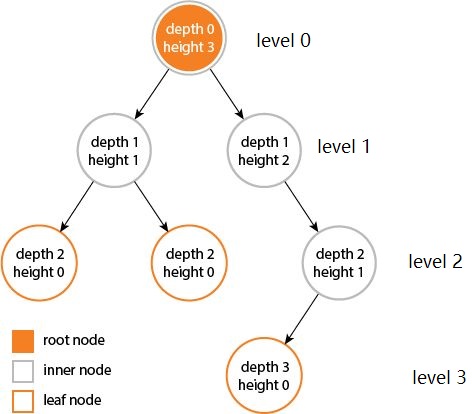 depth 0
height 3
level 0
depth 1
height 1
depth 1
height 2
level 1
depth 2
height 0
depth 2
height 0
depth 2
height 1
level 2
root node
inner node
leaf node
depth 3
height 0
level 3